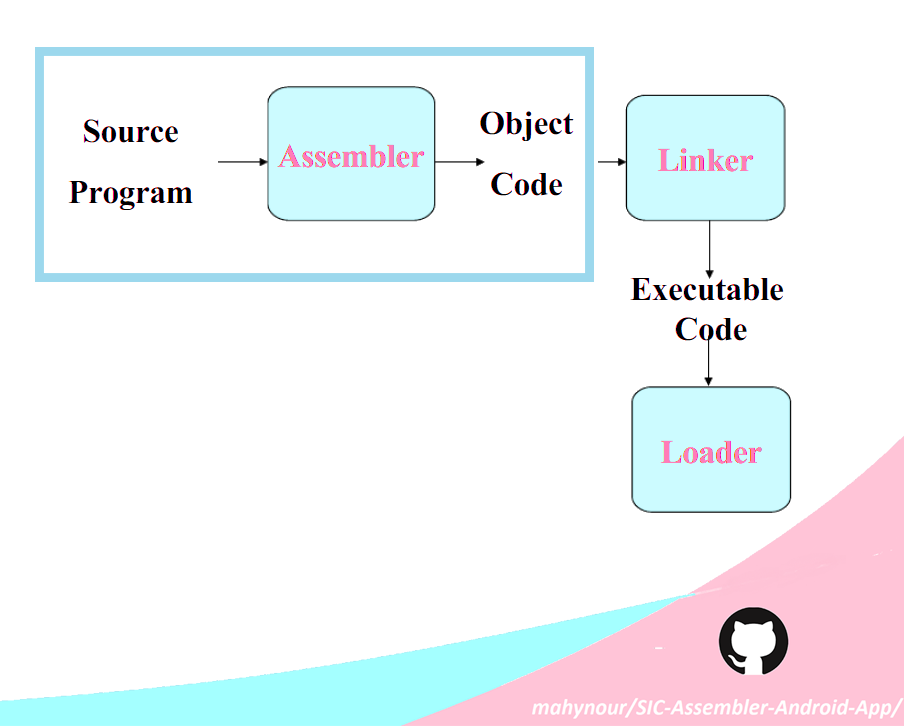 Source
Program
Assembler
Object
Code
Linker
Executable
Code
Loader
mahynour/SIC-Assembler-Android-App/